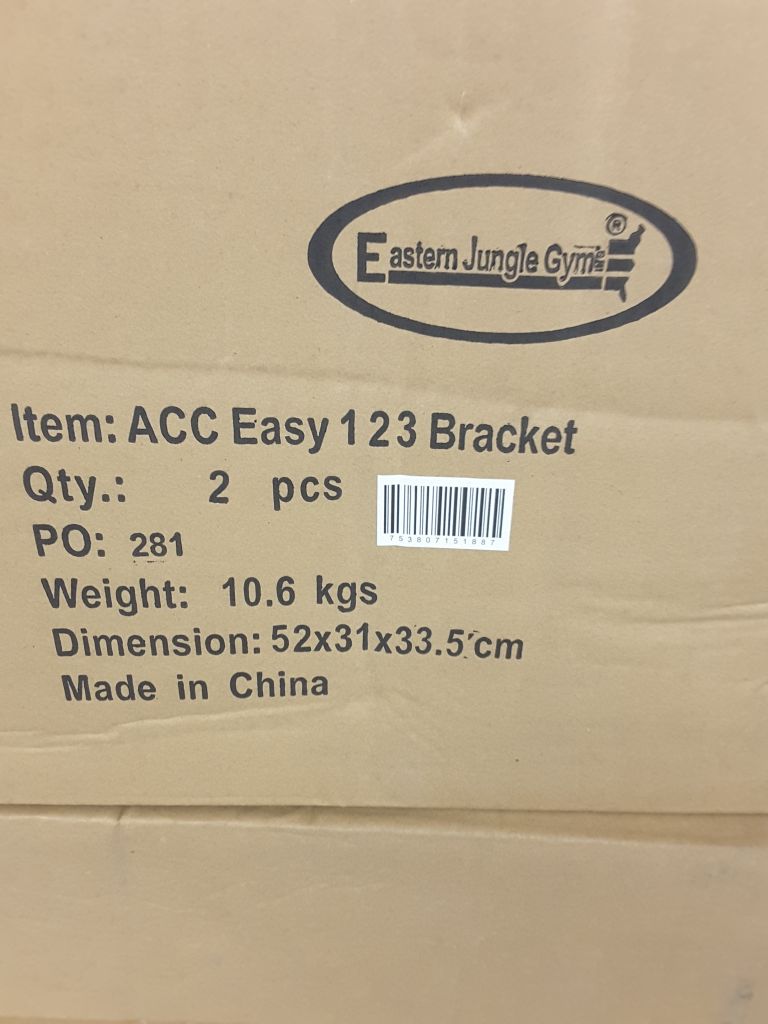 Eastern Jungle Gym ®
Item: ACC Easy 1 2 3 Bracket
Qty.: 2 pcs
753807151887
PO: 281
Weight: 10.6 kgs
Dimension: 52x31x33.5 cm
Made in China